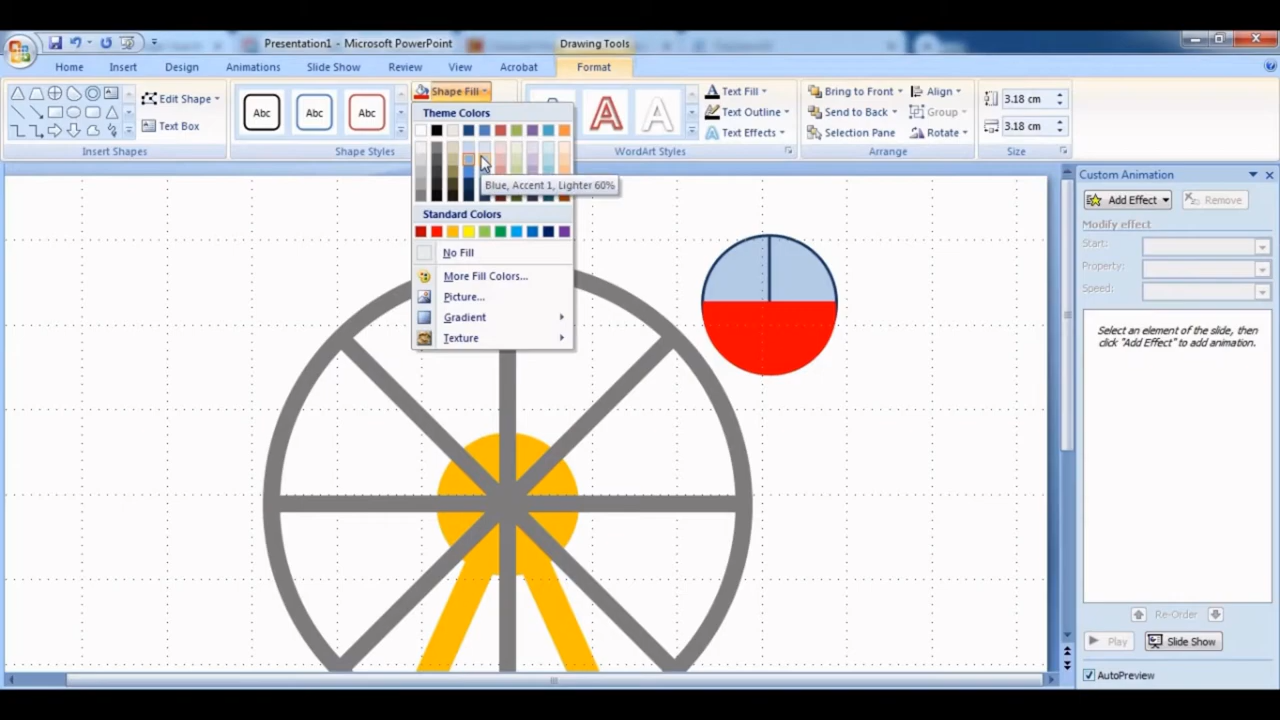 Presentation1 - Microsoft PowerPoint
Drawing Tools
Home
Insert
Design
Animations
Slide Show
Review
View
Acrobat
Format
Edit Shape
Text Box
Insert Shapes
Abc
Abc
Abc
Shape Styles
Shape Fill
A
A
A
Text Fill
Text Outline
Text Effects
WordArt Styles
Bring to Front
Send to Back
Selection Pane
Align
Group
Rotate
Arrange
3.18 cm
3.18 cm
Size
Theme Colors
Blue, Accent 1, Lighter 60%
Standard Colors
No Fill
More Fill Colors...
Picture...
Gradient
Texture
Custom Animation
Add Effect
Remove
Modify effect
Start:
Property:
Speed:
Select an element of the slide, then
click "Add Effect" to add animation.
Re-Order
Play
Slide Show
AutoPreview